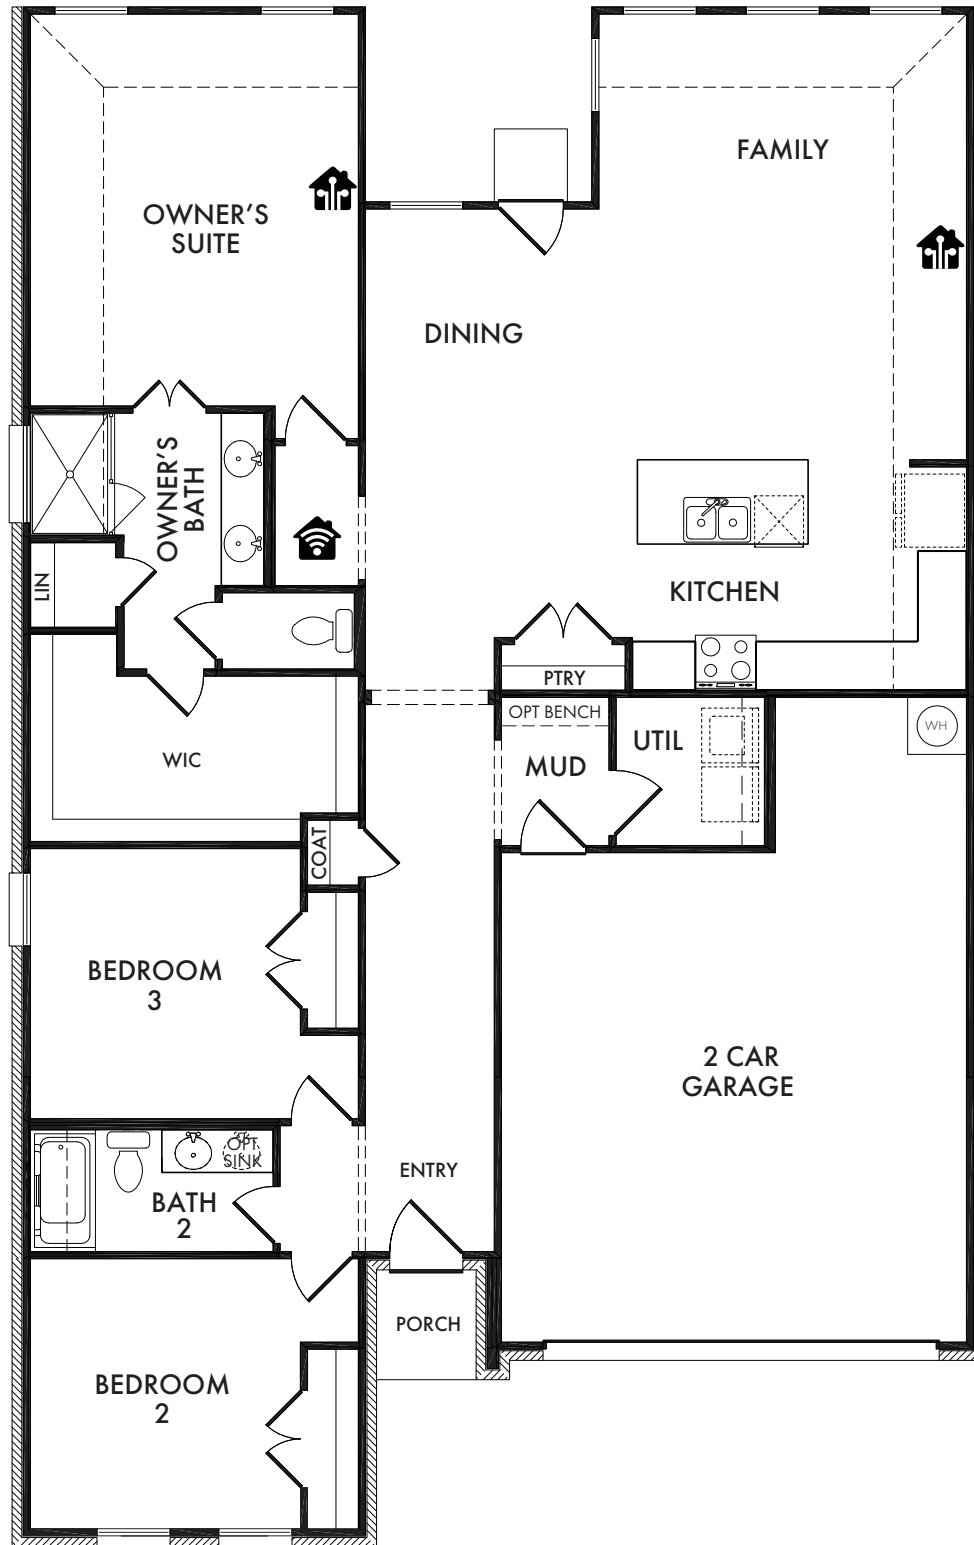 FAMILY
OWNER'S
SUITE
DINING
OWNER'S
BATH
LIN
KITCHEN
PTRY
OPT BENCH
UTIL
WH
MUD
WIC
COAT
BEDROOM
3
2 CAR
GARAGE
OPT
SINK
ENTRY
BATH
2
PORCH
BEDROOM
2